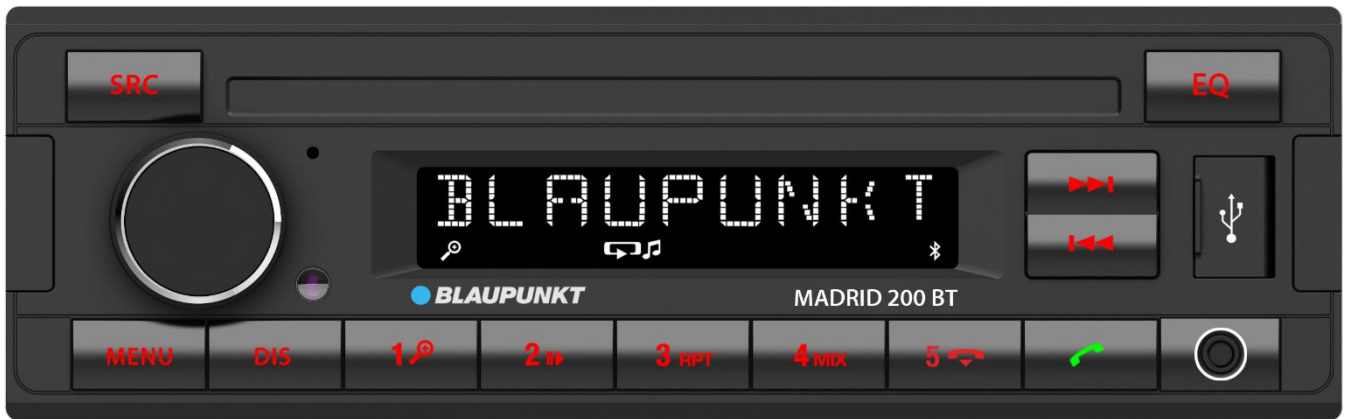 SRC
EQ
BLAUPUNKT
BLAUPUNKT
MADRID 200 BT
MENU
DIS
1
2
3 RPT
4 MIX
5